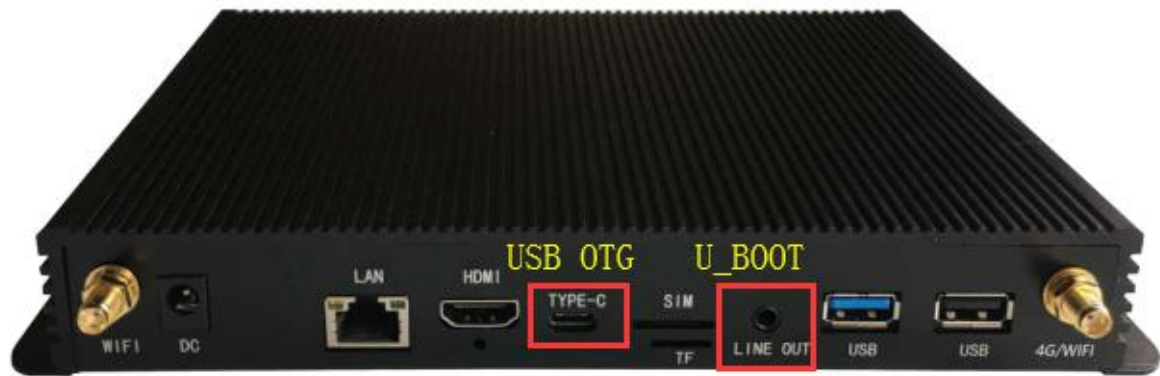 USB OTG
U_BOOT
LAN
HDMI
TYPE-C
SIM
WIFI
DC
TF
LINE OUT
USB
USB
4G/WIFI